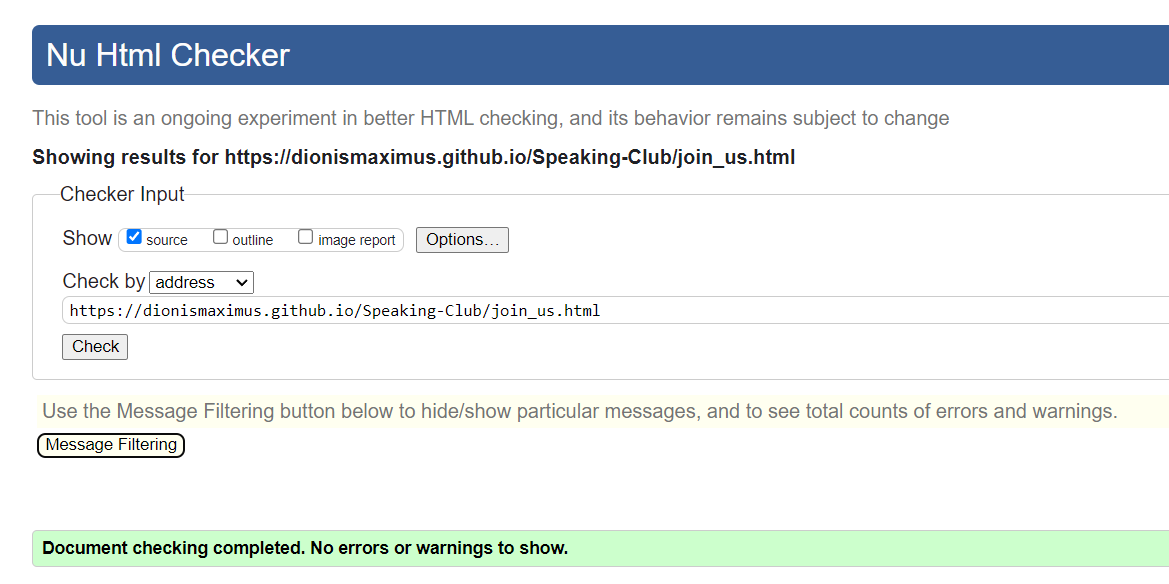 Nu Html Checker
This tool is an ongoing experiment in better HTML checking, and its behavior remains subject to change
Showing results for https://dionismaximus.github.io/Speaking-Club/join_us.html
Checker Input
Show source outline image report Options...
Check by address
https://dionismaximus.github.io/Speaking-Club/join_us.html
Check
Use the Message Filtering button below to hide/show particular messages, and to see total counts of errors and warnings.
Message Filtering
Document checking completed. No errors or warnings to show.